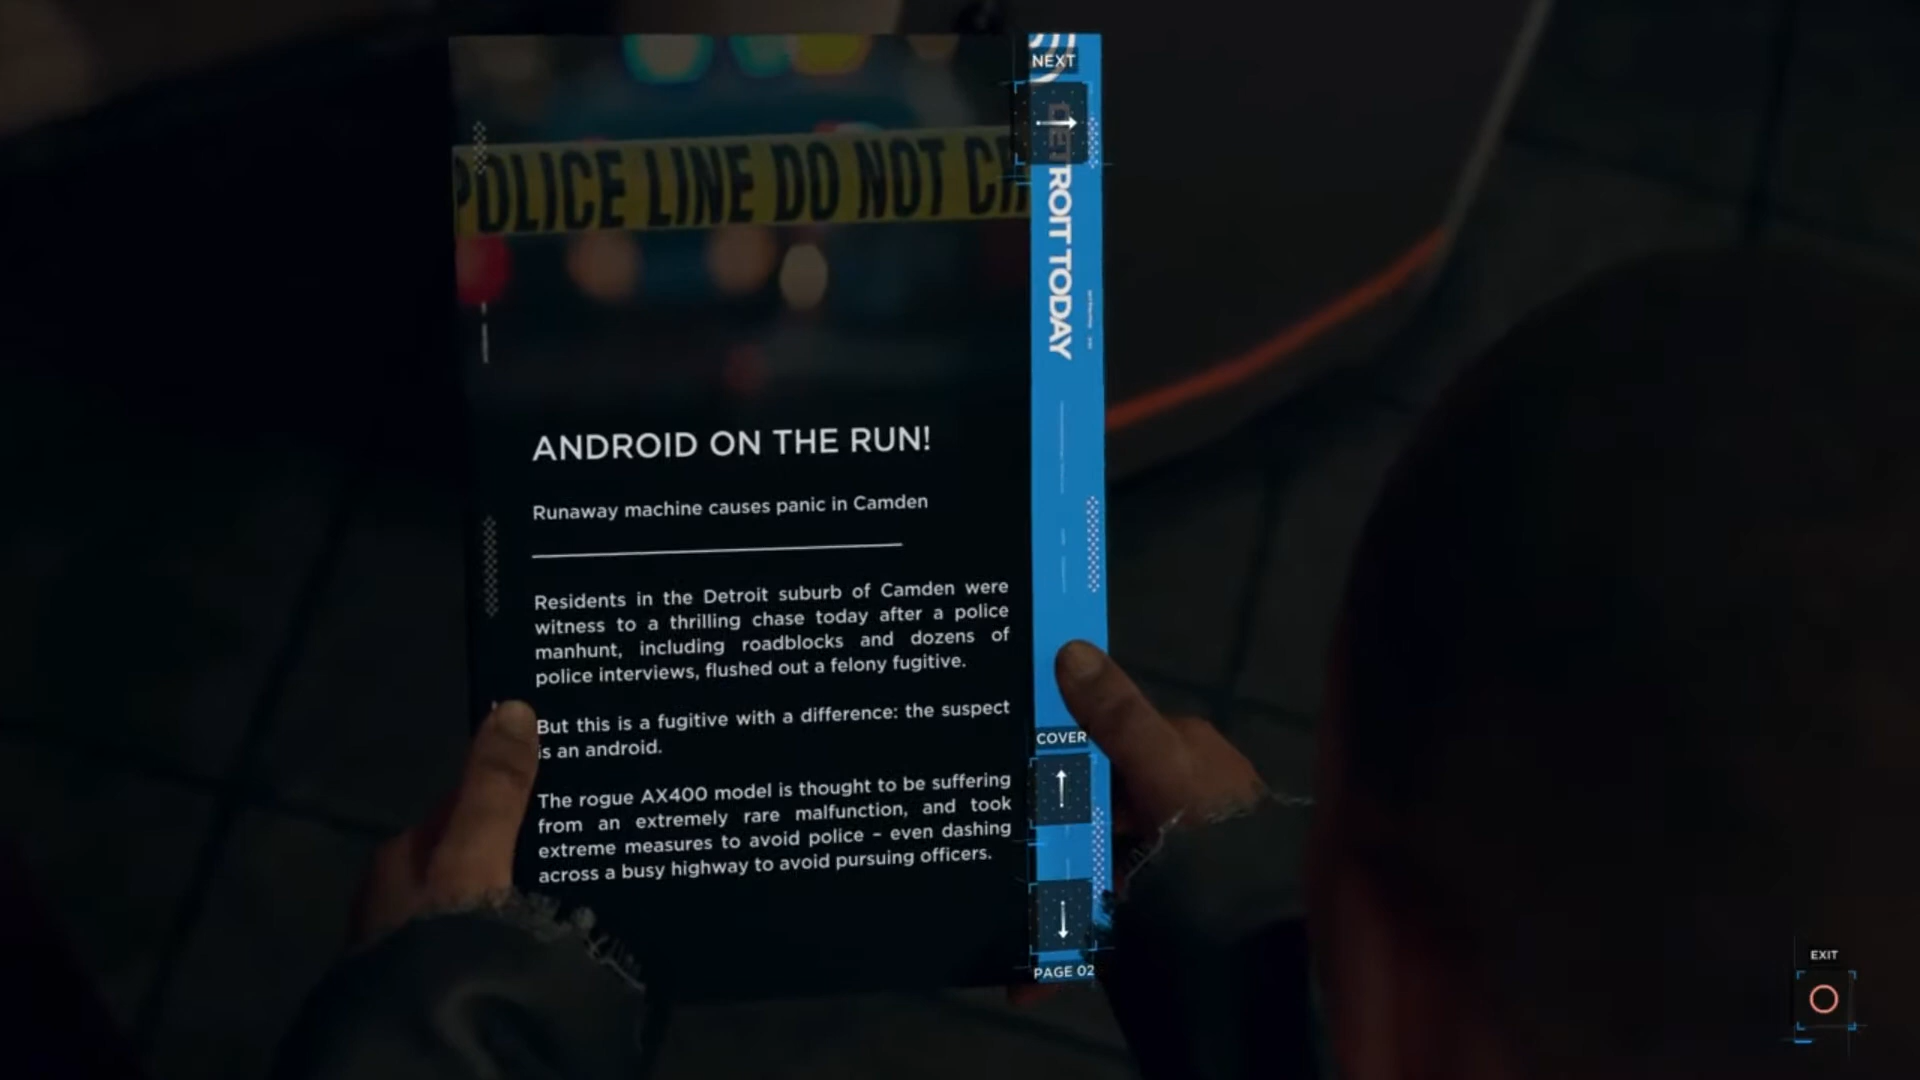 NEXT
DETROIT TODAY
POLICE LINE DO NOT
ANDROID ON THE RUN!
Runaway machine causes panic in Camden
Residents in the Detroit suburb of Camden were
witness to a thrilling chase today after a police
manhunt, including roadblocks and dozens of
police interviews, flushed out a felony fugitive.
But this is a fugitive with a difference: the suspect
is an android.
The rogue AX400 model is thought to be suffering
from an extremely rare malfunction, and took
extreme measures to avoid police – even dashing
across a busy highway to avoid pursuing officers.
COVER
PAGE 02
EXIT